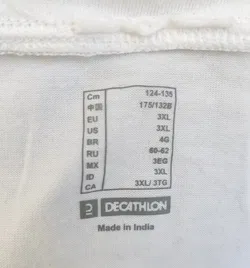 Cm 124-135
中国 175/132B
EU 3XL
US 3XL
BR 4G
RU 60-62
MX 3EG
ID 3XL
CA 3XL/3TG
DECATHLON
Made in India